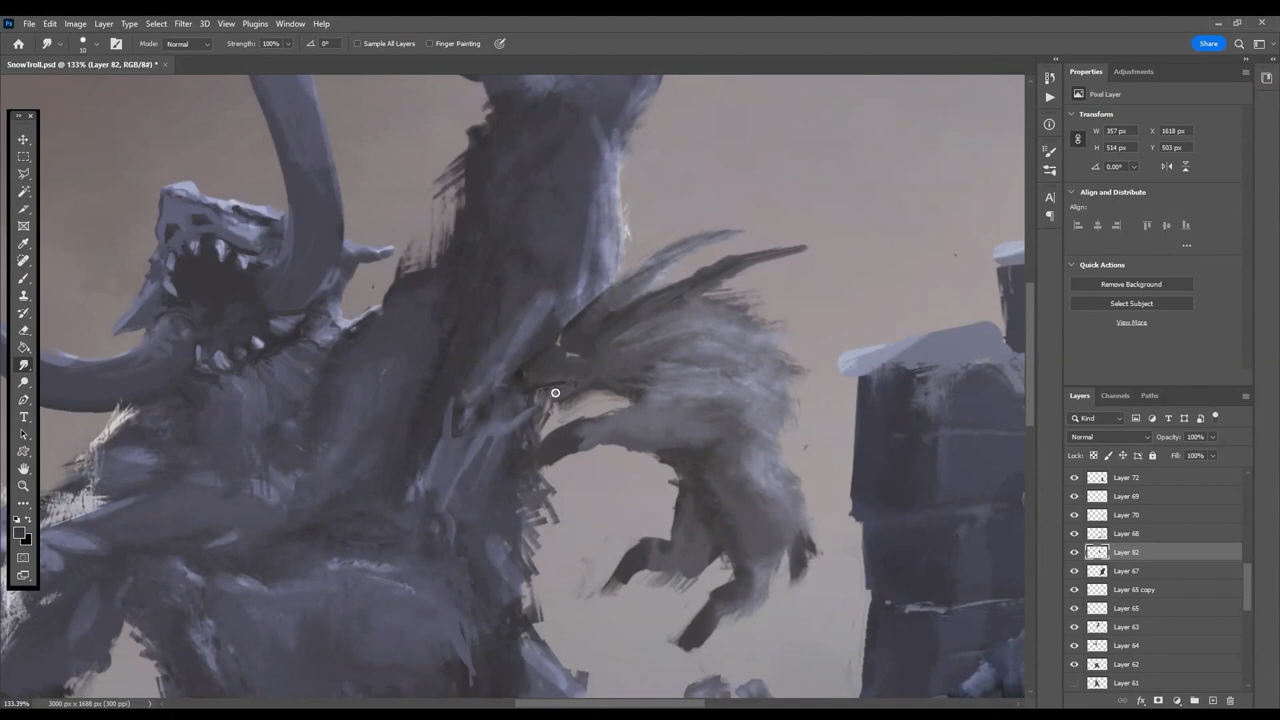 Ps File Edit Image Layer Type Select Filter 3D View Plugins Window Help
10 Mode: Normal Strength: 100% 0° Sample All Layers Finger Painting Share
SnowTroll.psd @ 133% (Layer 82, RGB/8#) * ×
Properties Adjustments
Pixel Layer
Transform
W 357 px X 1618 px
H 514 px Y 503 px
0.00°
Align and Distribute
Align:
Quick Actions
Remove Background
Select Subject
View More
Layers Channels Paths
Kind
Normal Opacity: 100%
Lock: Fill: 100%
Layer 72
Layer 69
Layer 70
Layer 68
Layer 82
Layer 67
Layer 65 copy
Layer 65
Layer 63
Layer 64
Layer 62
Layer 61
133.39% 3000 px x 1688 px (300 ppi)